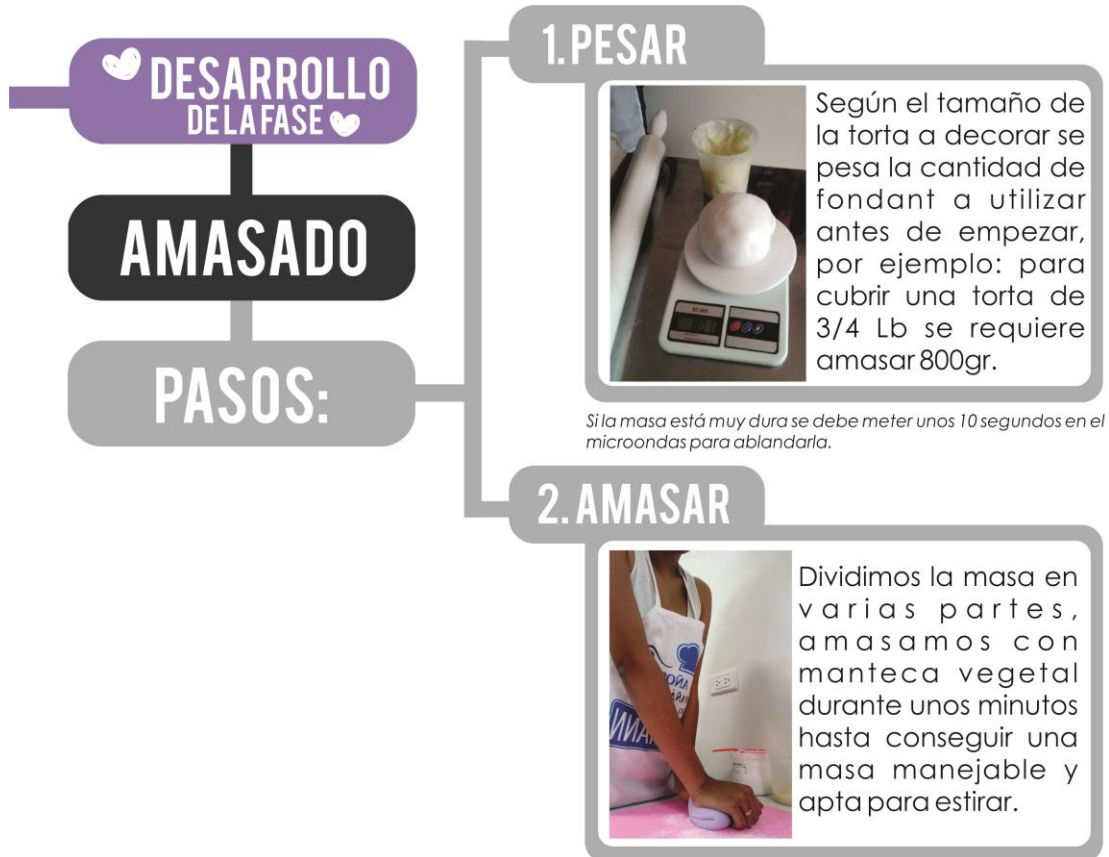 DESARROLLO
DE LA FASE
AMASADO
PASOS:
1. PESAR
Según el tamaño de
la torta a decorar se
pesa la cantidad de
fondant a utilizar
antes de empezar,
por ejemplo: para
cubrir una torta de
3/4 Lb se requiere
amasar 800gr.
Si la masa está muy dura se debe meter unos 10 segundos en el
microondas para ablandarla.
2. AMASAR
Dividimos la masa en
varias partes,
amasamos con
manteca vegetal
durante unos minutos
hasta conseguir una
masa manejable y
apta para estirar.